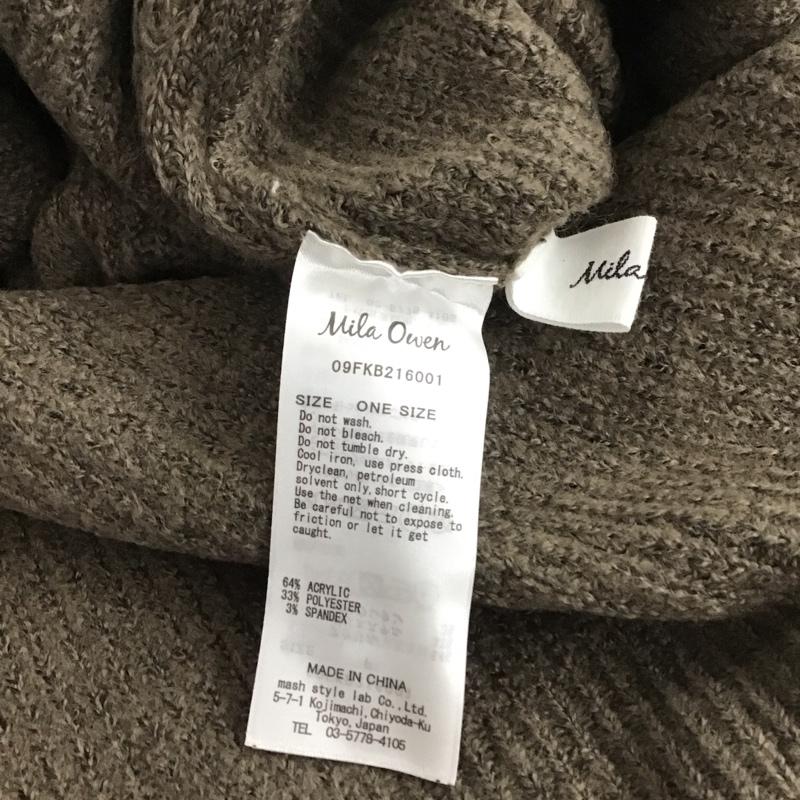 Mila
Mila Owen
09FKB216001
SIZE ONE SIZE
Do not wash.
Do not bleach.
Do not tumble dry.
Cool iron, use press cloth.
Dryclean, petroleum
solvent only, short cycle.
Use the net when cleaning.
Be careful not to expose to
friction or let it get
caught.
64% ACRYLIC
33% POLYESTER
3% SPANDEX
MADE IN CHINA
mash style lab Co.,Ltd.
5-7-1 Kojimachi,Chiyoda-Ku
Tokyo,Japan
TEL 03-5778-4105